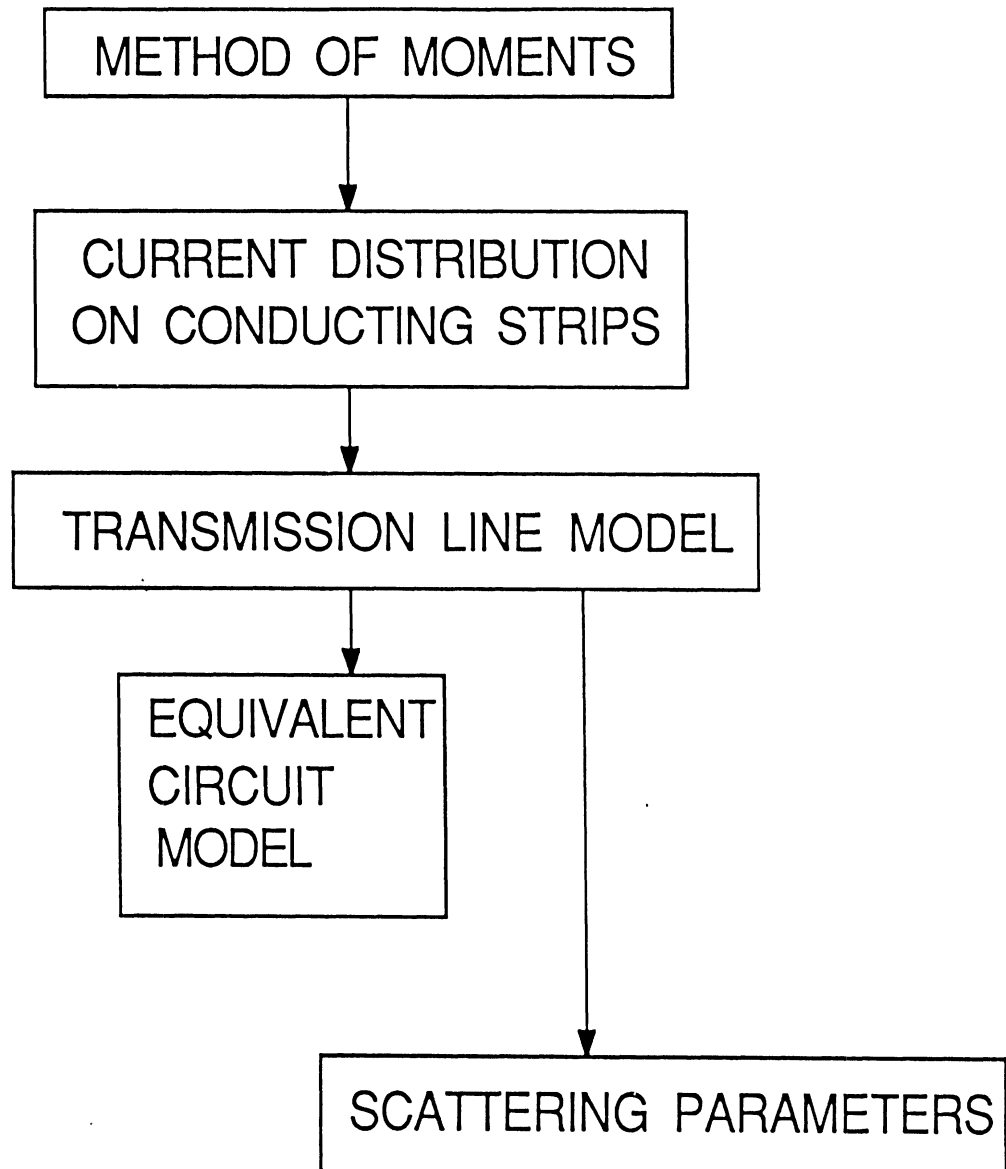 METHOD OF MOMENTS
CURRENT DISTRIBUTION
ON CONDUCTING STRIPS
TRANSMISSION LINE MODEL
EQUIVALENT
CIRCUIT
MODEL
SCATTERING PARAMETERS